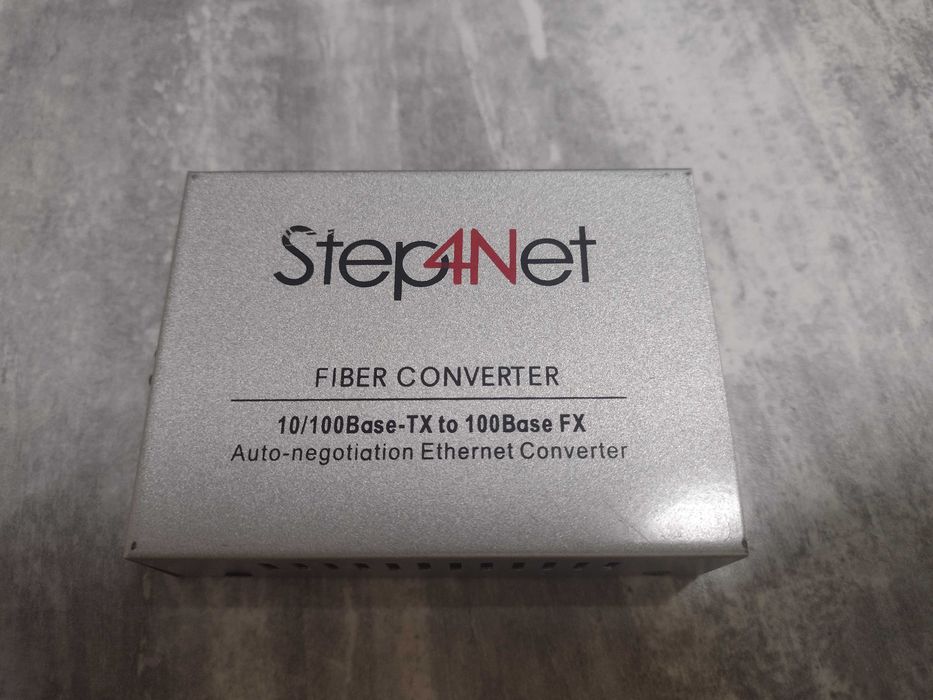 Step4Net
FIBER CONVERTER
10/100Base-TX to 100Base FX
Auto-negotiation Ethernet Converter